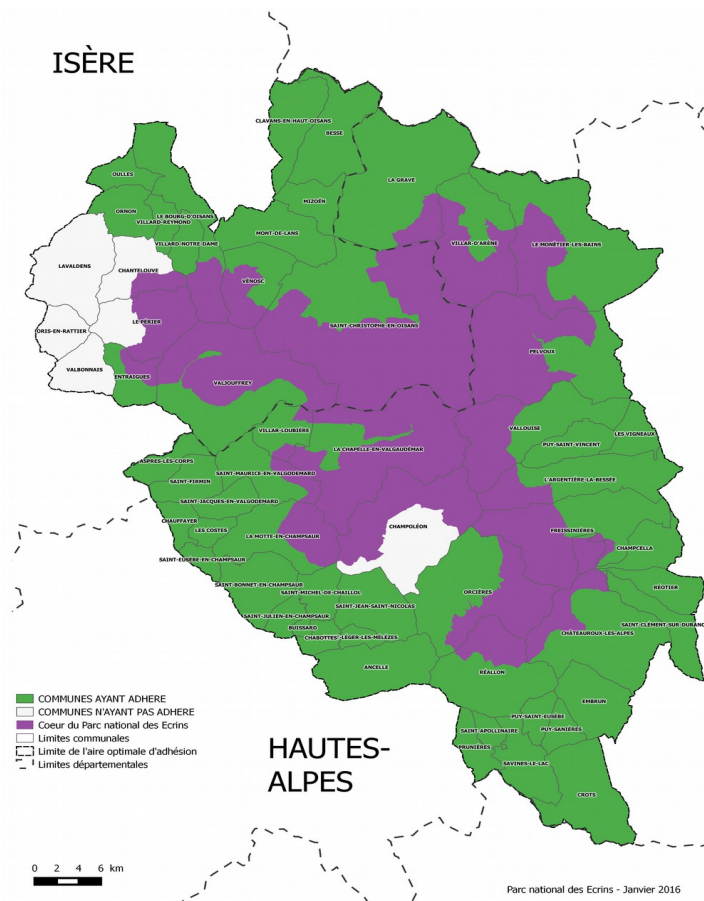 ISÈRE
CLAVANS-EN-HAUT-OISANS
BESSE
OULLES
LA GRAVE
MIZOËN
ORNON
LE BOURG-D'OISANS
VILLARD-REYMOND
MONT-DE-LANS
VILLARD-NOTRE-DAME
VILLAR-D'ARÈNE
LE MONÊTIER-LES-BAINS
LAVALDENS
CHANTELOUVE
VÉNOSC
LE PÉRIER
SAINT-CHRISTOPHE-EN-OISANS
ORIS-EN-RATTIER
PELVOUX
VALBONNAIS
ENTRAIGUES
VALJOUFFREY
VILLAR-LOUBIÈRE
VALLOUISE
LES VIGNEAUX
PUY-SAINT-VINCENT
LA CHAPELLE-EN-VALGAUDÉMAR
ASPRES-LÈS-CORPS
SAINT-MAURICE-EN-VALGODEMARD
SAINT-FIRMIN
L'ARGENTIÈRE-LA-BESSÉE
SAINT-JACQUES-EN-VALGODEMARD
CHAUFFAYER
LES COSTES
CHAMPOLÉON
FREISSINIÈRES
LA MOTTE-EN-CHAMPSAUR
CHAMPCELLA
SAINT-EUSÈBE-EN-CHAMPSAUR
SAINT-BONNET-EN-CHAMPSAUR
RÉOTIER
SAINT-MICHEL-DE-CHAILLOL
ORCIÈRES
SAINT-JEAN-SAINT-NICOLAS
SAINT-JULIEN-EN-CHAMPSAUR
SAINT-CLÉMENT-SUR-DURANC
BUISSARD
CHÂTEAUROUX-LES-ALPES
CHABOTTES
-LÉGER-LES-MÉLÈZES
ANCELLE
RÉALLON
EMBRUN
PUY-SAINT-EUSÈBE
SAINT-APOLLINAIRE
PUY-SANIÈRES
PRUNIÈRES
SAVINES-LE-LAC
CROTS
COMMUNES AYANT ADHERE
COMMUNES N'AYANT PAS ADHERE
Coeur du Parc national des Ecrins
Limites communales
Limite de l'aire optimale d'adhésion
Limites départementales
HAUTES-
ALPES
0 2 4 6 km
Parc national des Ecrins - Janvier 2016